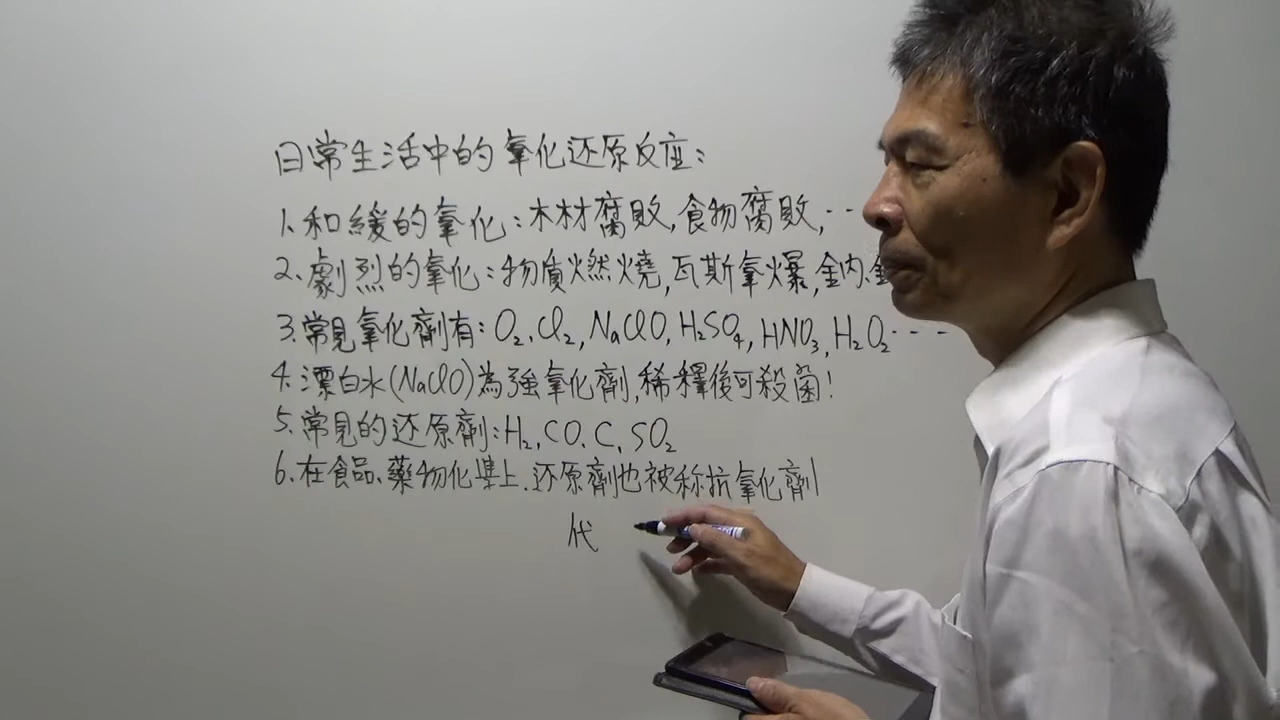 日常生活中的氧化还原反应:
1.和緩的氧化:木材腐敗,食物腐敗,...
2.劇烈的氧化:物質燃燒,瓦斯氣爆,鈉、
3.常見氧化劑有:O₂,Cl₂,NaClO,H₂SO₄,HNO₃,H₂O₂----
4.漂白水(NaClO)為強氧化劑,稀釋後可殺菌!
5.常見的还原劑:H₂,CO,C,SO₂
6.在食品、藥物化學上.还原劑也被称抗氧化劑
代